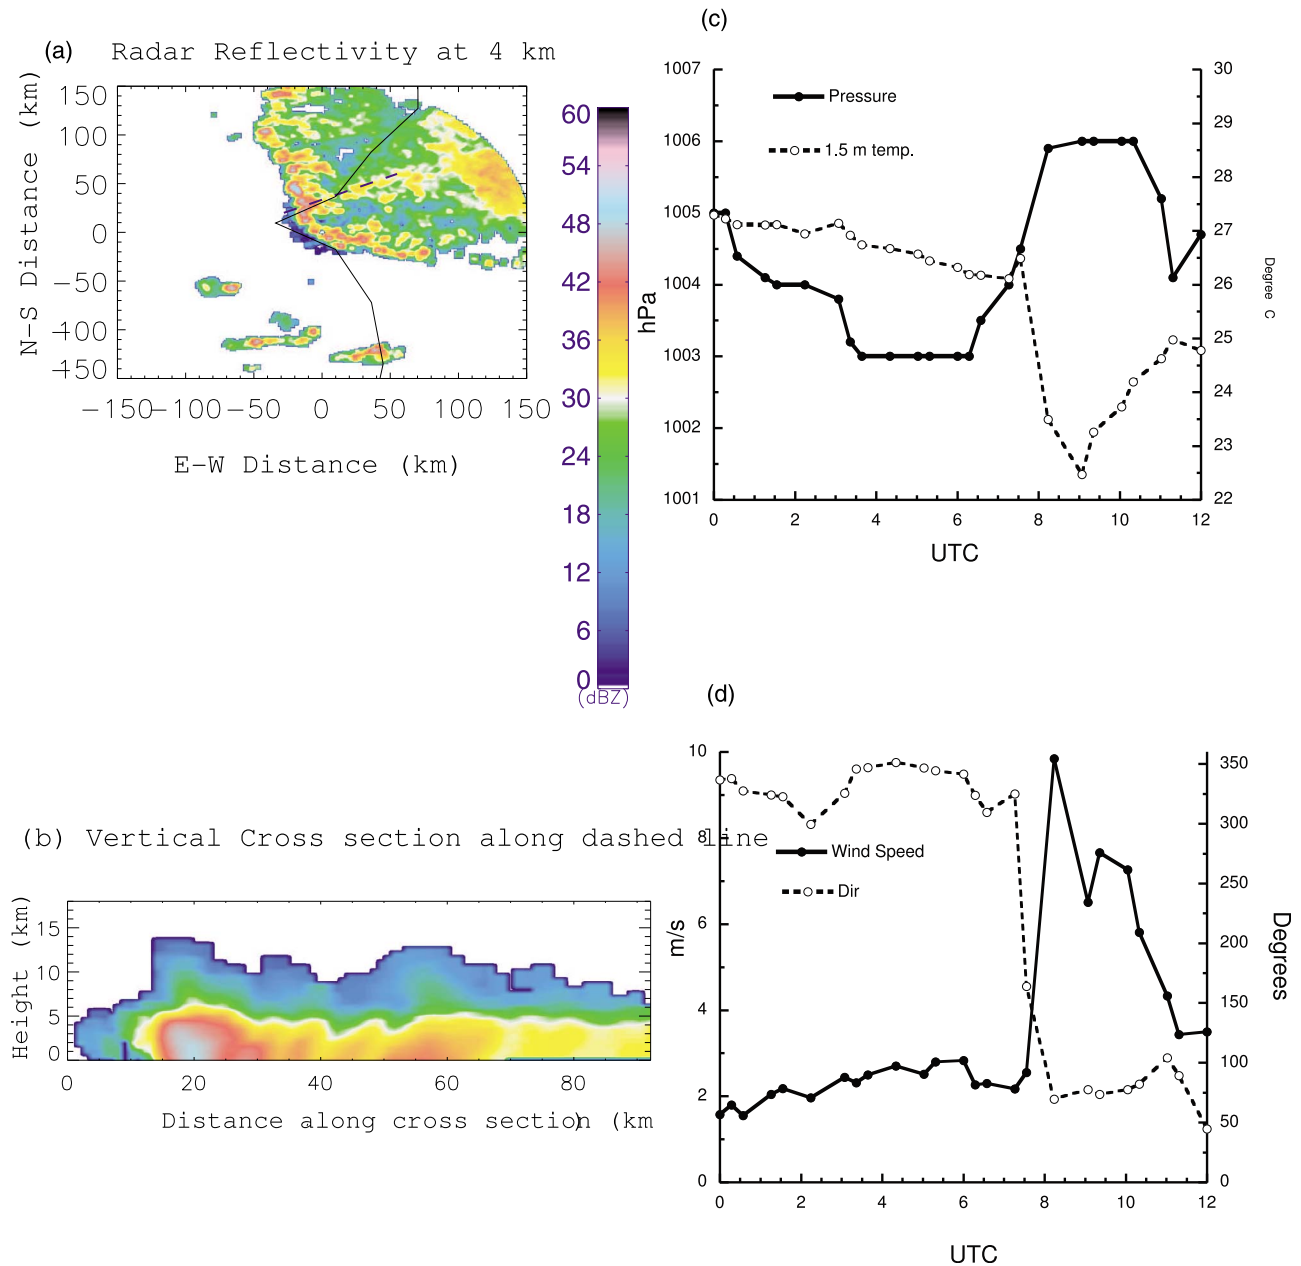 (a) Radar Reflectivity at 4 km
N-S Distance (km)
150
100
50
0
-50
-100
-150
-150-100-50 0 50 100 150
E-W Distance (km)
60
54
48
42
36
30
24
18
12
6
0
(dBZ)
(b) Vertical Cross section along dashed line
Height (km)
15
10
5
0
0 20 40 60 80
Distance along cross section) (km
(c)
1007
1006
1005
1004
1003
1002
1001
hPa
Pressure
1.5 m temp.
30
29
28
27
26
25
24
23
22
Degree C
0 2 4 6 8 10 12
UTC
(d)
10
8
6
4
2
0
m/s
Wind Speed
Dir
350
300
250
200
150
100
50
0
Degrees
0 2 4 6 8 10 12
UTC